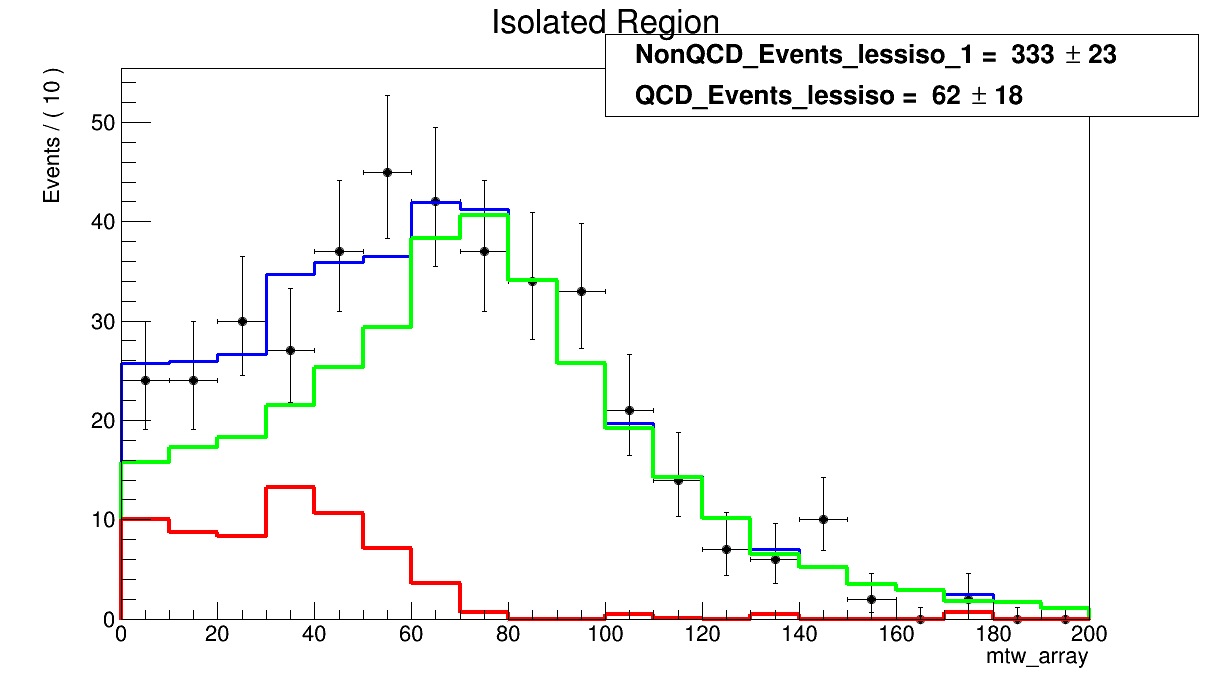 Isolated Region
NonQCD_Events_lessiso_1 = 333 ± 23
QCD_Events_lessiso = 62 ± 18
Events / ( 10 )
50
40
30
20
10
0
0 20 40 60 80 100 120 140 160 180 200
mtw_array